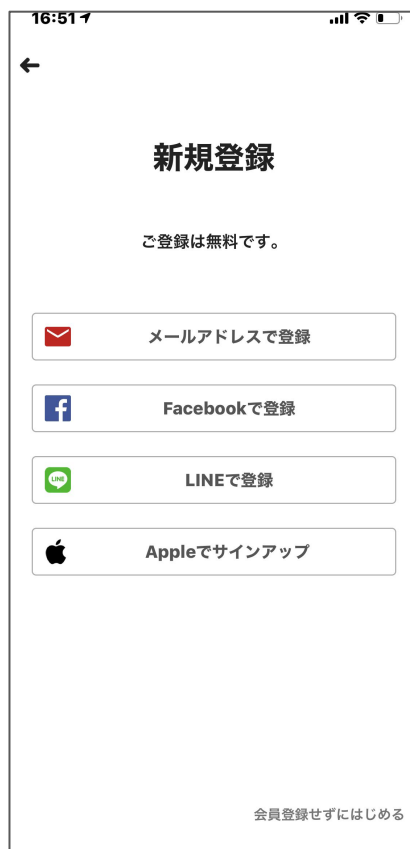 16:51
新規登録
ご登録は無料です。
メールアドレスで登録
Facebookで登録
LINE
LINEで登録
Appleでサインアップ
会員登録せずにはじめる